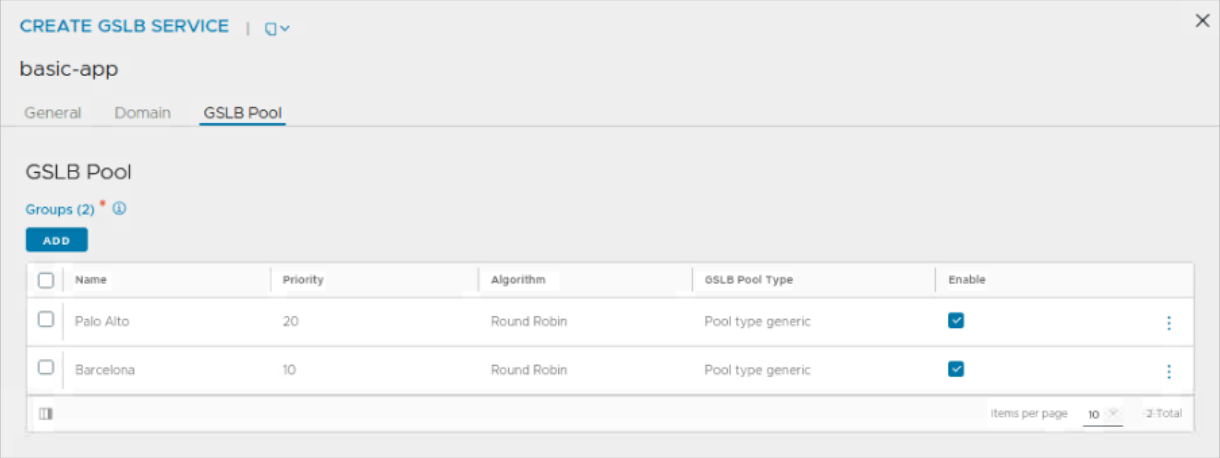 CREATE GSLB SERVICE |
basic-app
General Domain GSLB Pool
GSLB Pool
Groups (2) *
ADD
Name Priority Algorithm GSLB Pool Type Enable
Palo Alto 20 Round Robin Pool type generic
Barcelona 10 Round Robin Pool type generic
items per page 10 2 Total